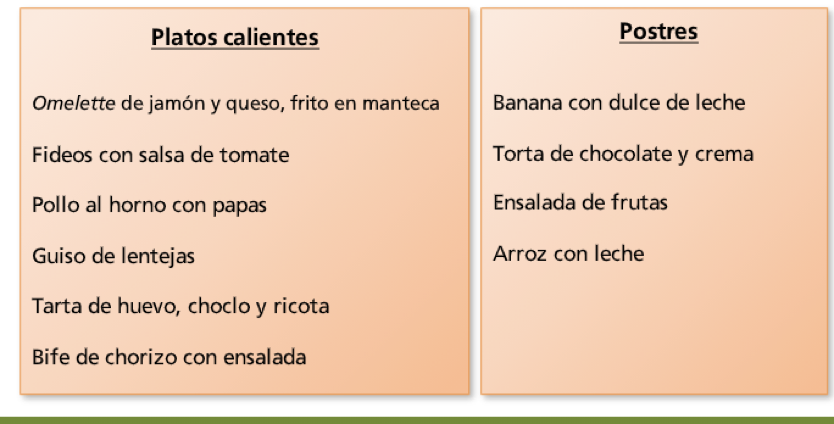 Platos calientes
Omelette de jamón y queso, frito en manteca
Fideos con salsa de tomate
Pollo al horno con papas
Guiso de lentejas
Tarta de huevo, choclo y ricota
Bife de chorizo con ensalada
Postres
Banana con dulce de leche
Torta de chocolate y crema
Ensalada de frutas
Arroz con leche